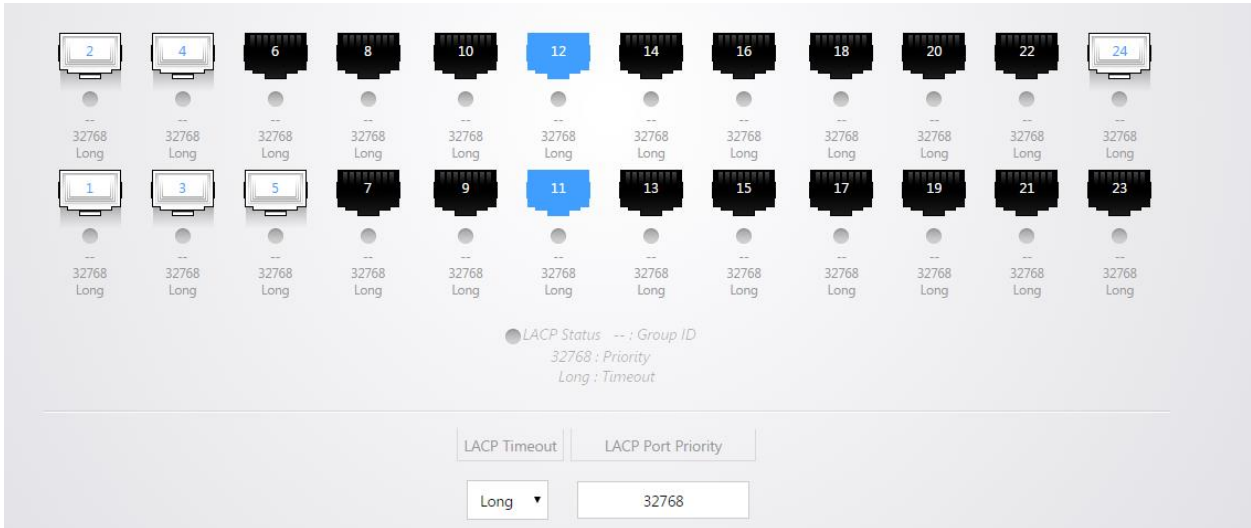 2 4 6 8 10 12 14 16 18 20 22 24
-- -- -- -- -- -- -- -- -- -- -- --
32768 32768 32768 32768 32768 32768 32768 32768 32768 32768 32768 32768
Long Long Long Long Long Long Long Long Long Long Long Long
1 3 5 7 9 11 13 15 17 19 21 23
-- -- -- -- -- -- -- -- -- -- -- --
32768 32768 32768 32768 32768 32768 32768 32768 32768 32768 32768 32768
Long Long Long Long Long Long Long Long Long Long Long Long
LACP Status -- : Group ID
32768 : Priority
Long : Timeout
LACP Timeout LACP Port Priority
Long 32768